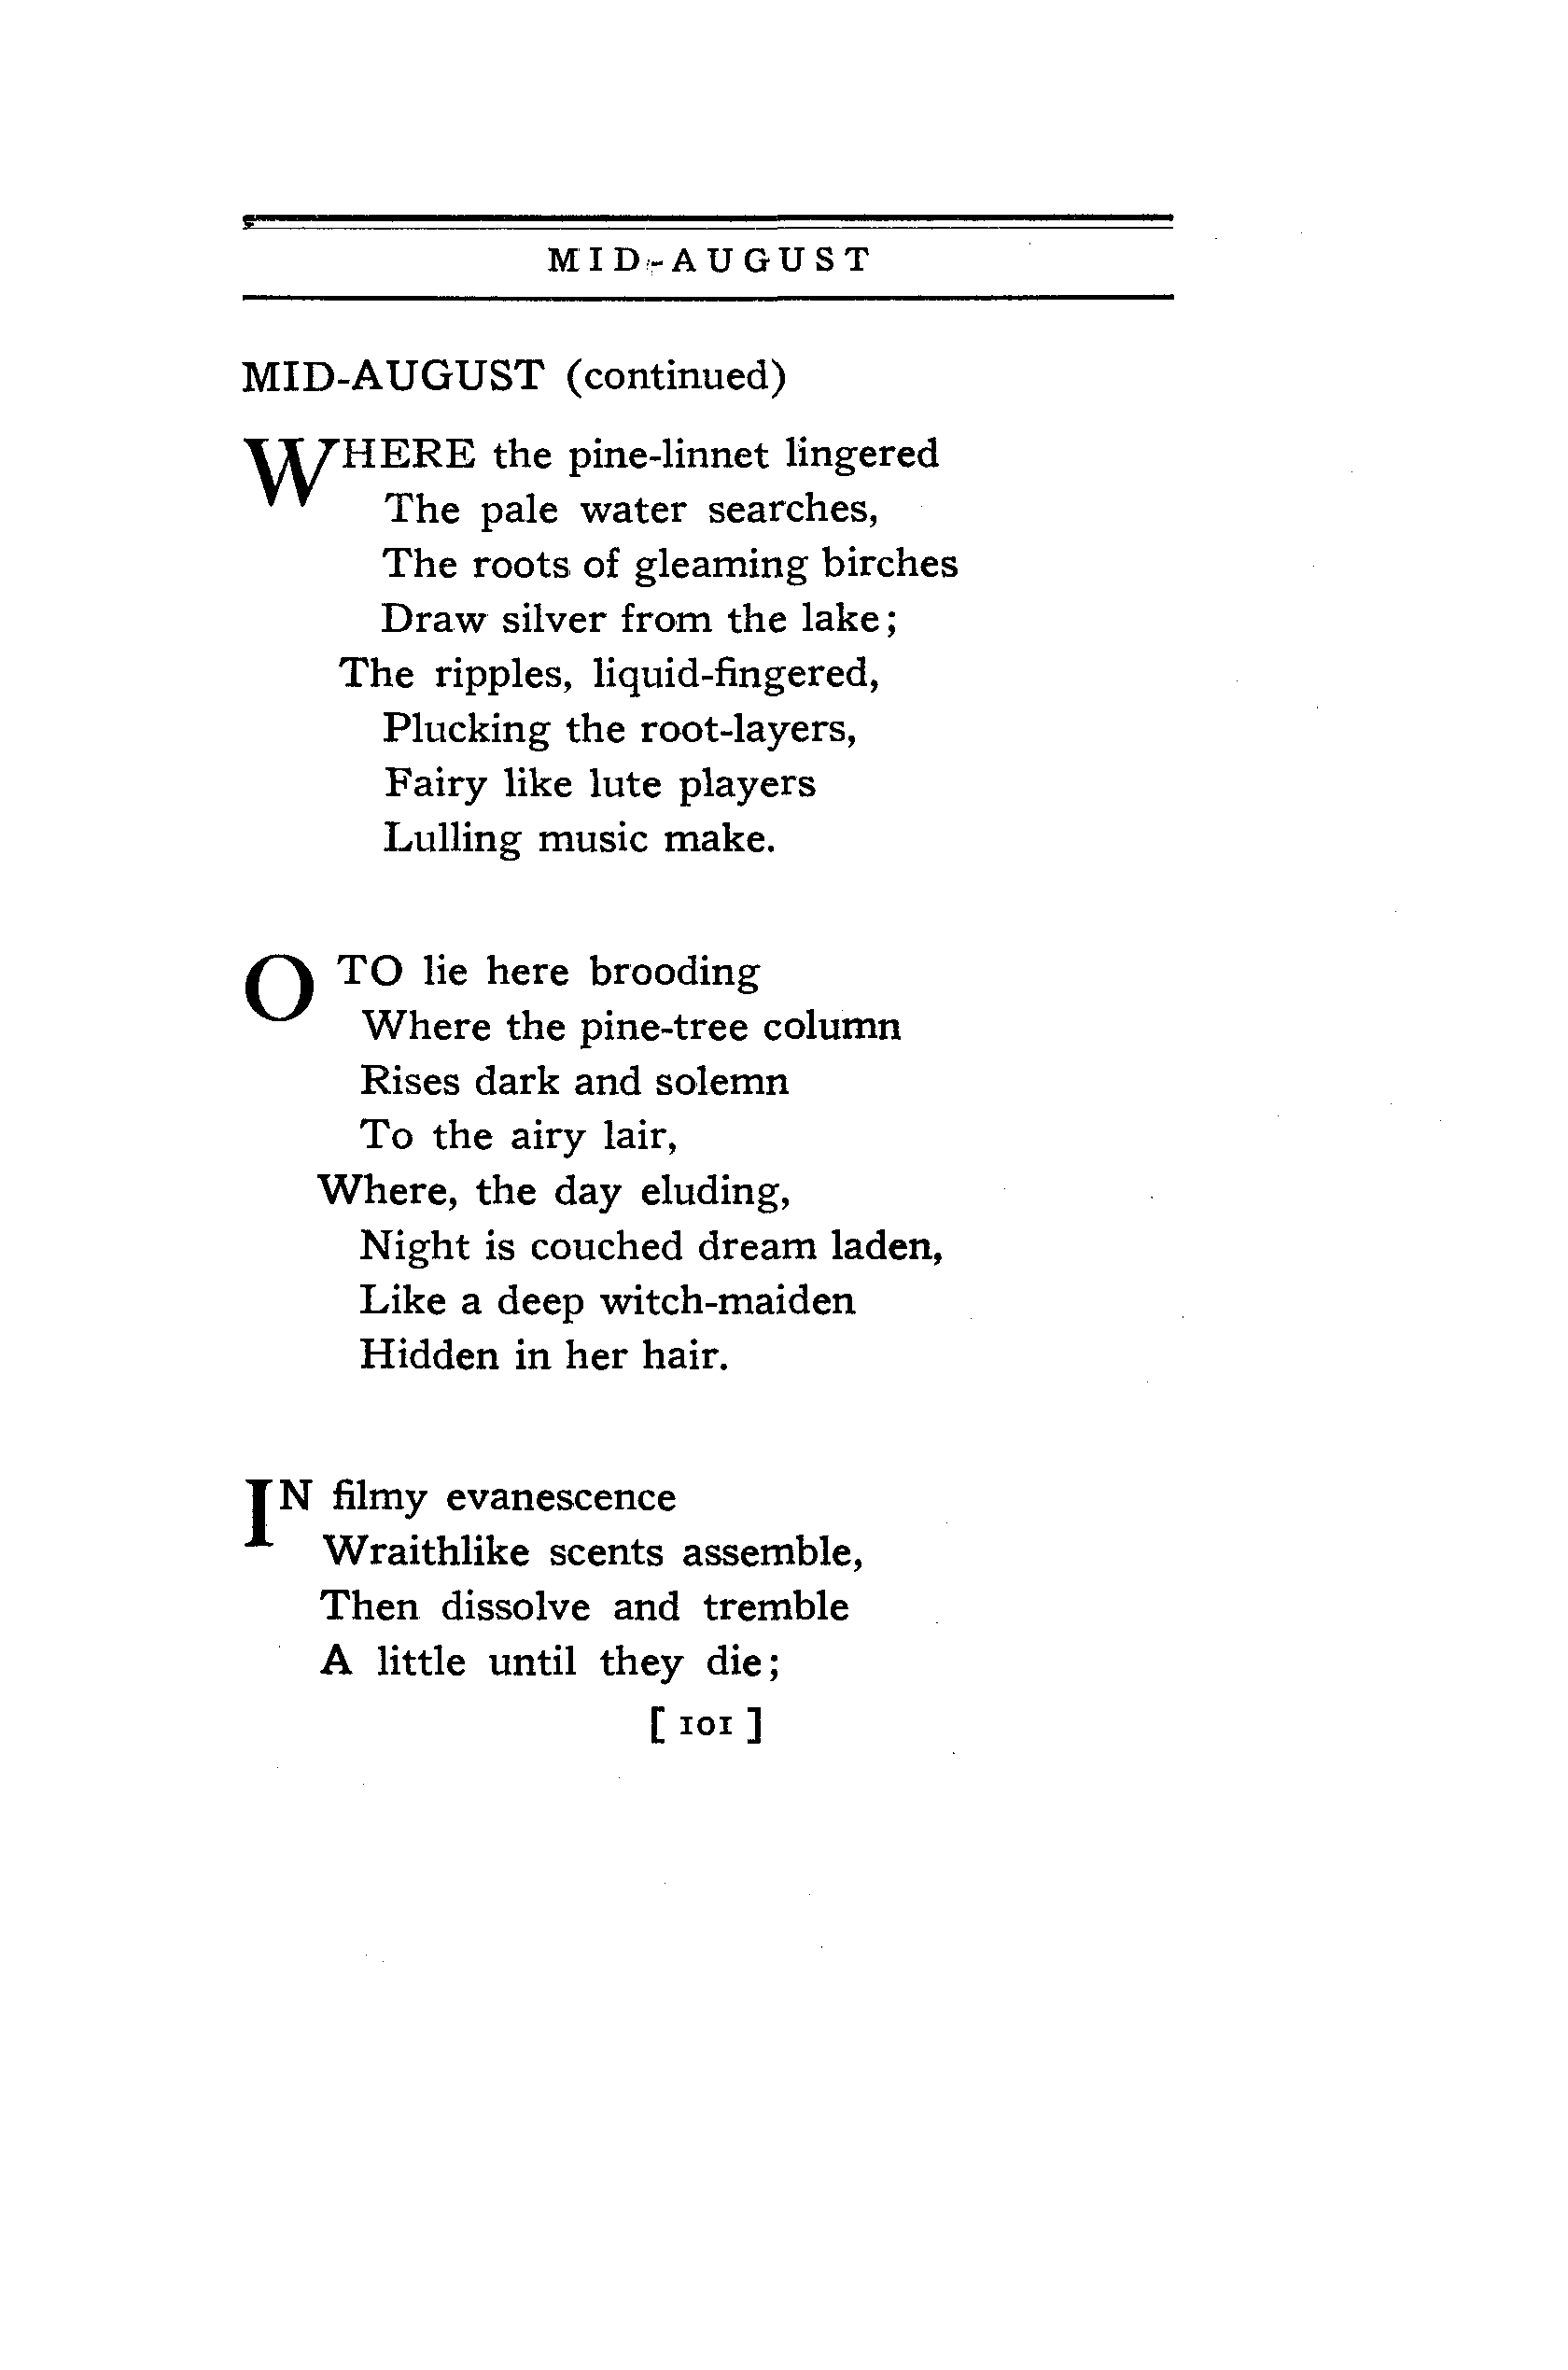 MID-AUGUST
MID-AUGUST (continued)
WHERE the pine-linnet lingered
The pale water searches,
The roots of gleaming birches
Draw silver from the lake;
The ripples, liquid-fingered,
Plucking the root-layers,
Fairy like lute players
Lulling music make.
O TO lie here brooding
Where the pine-tree column
Rises dark and solemn
To the airy lair,
Where, the day eluding,
Night is couched dream laden,
Like a deep witch-maiden
Hidden in her hair.
IN filmy evanescence
Wraithlike scents assemble,
Then dissolve and tremble
A little until they die;
[ 101 ]